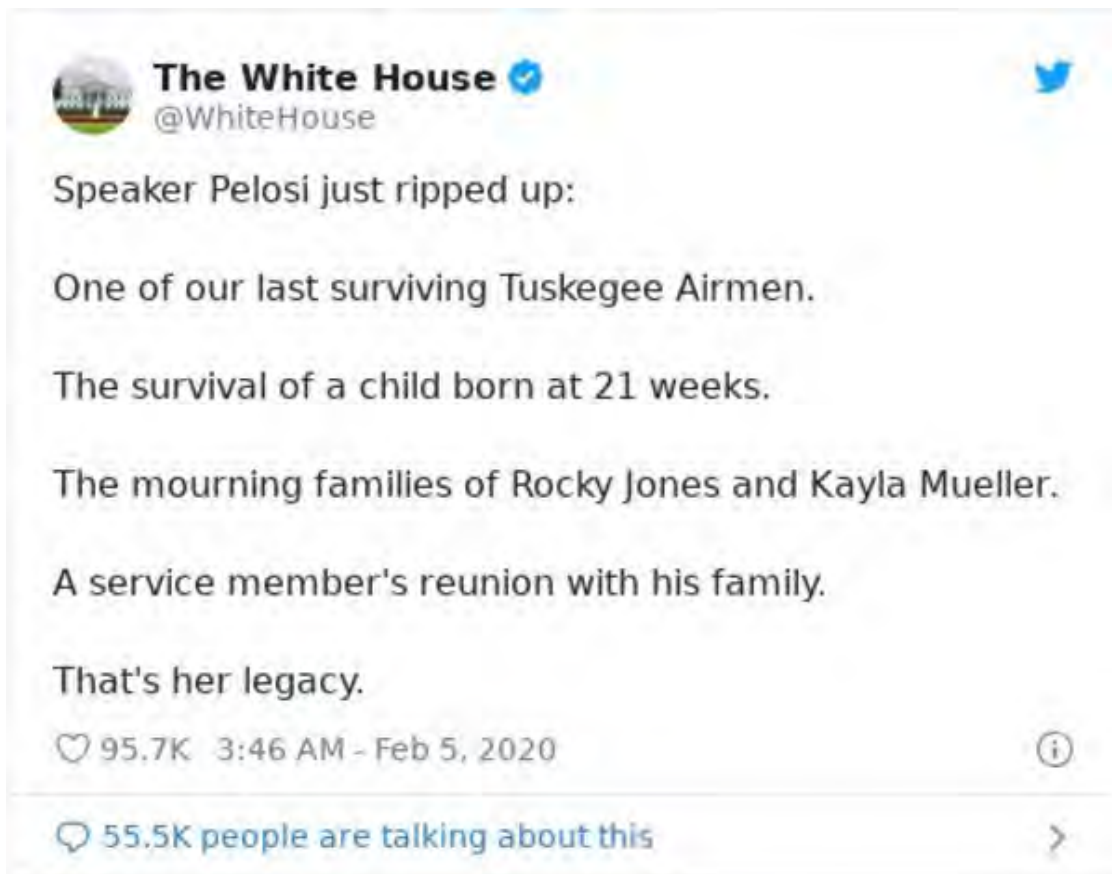 The White House
@WhiteHouse
Speaker Pelosi just ripped up:
One of our last surviving Tuskegee Airmen.
The survival of a child born at 21 weeks.
The mourning families of Rocky Jones and Kayla Mueller.
A service member's reunion with his family.
That's her legacy.
95.7K 3:46 AM - Feb 5, 2020
55.5K people are talking about this